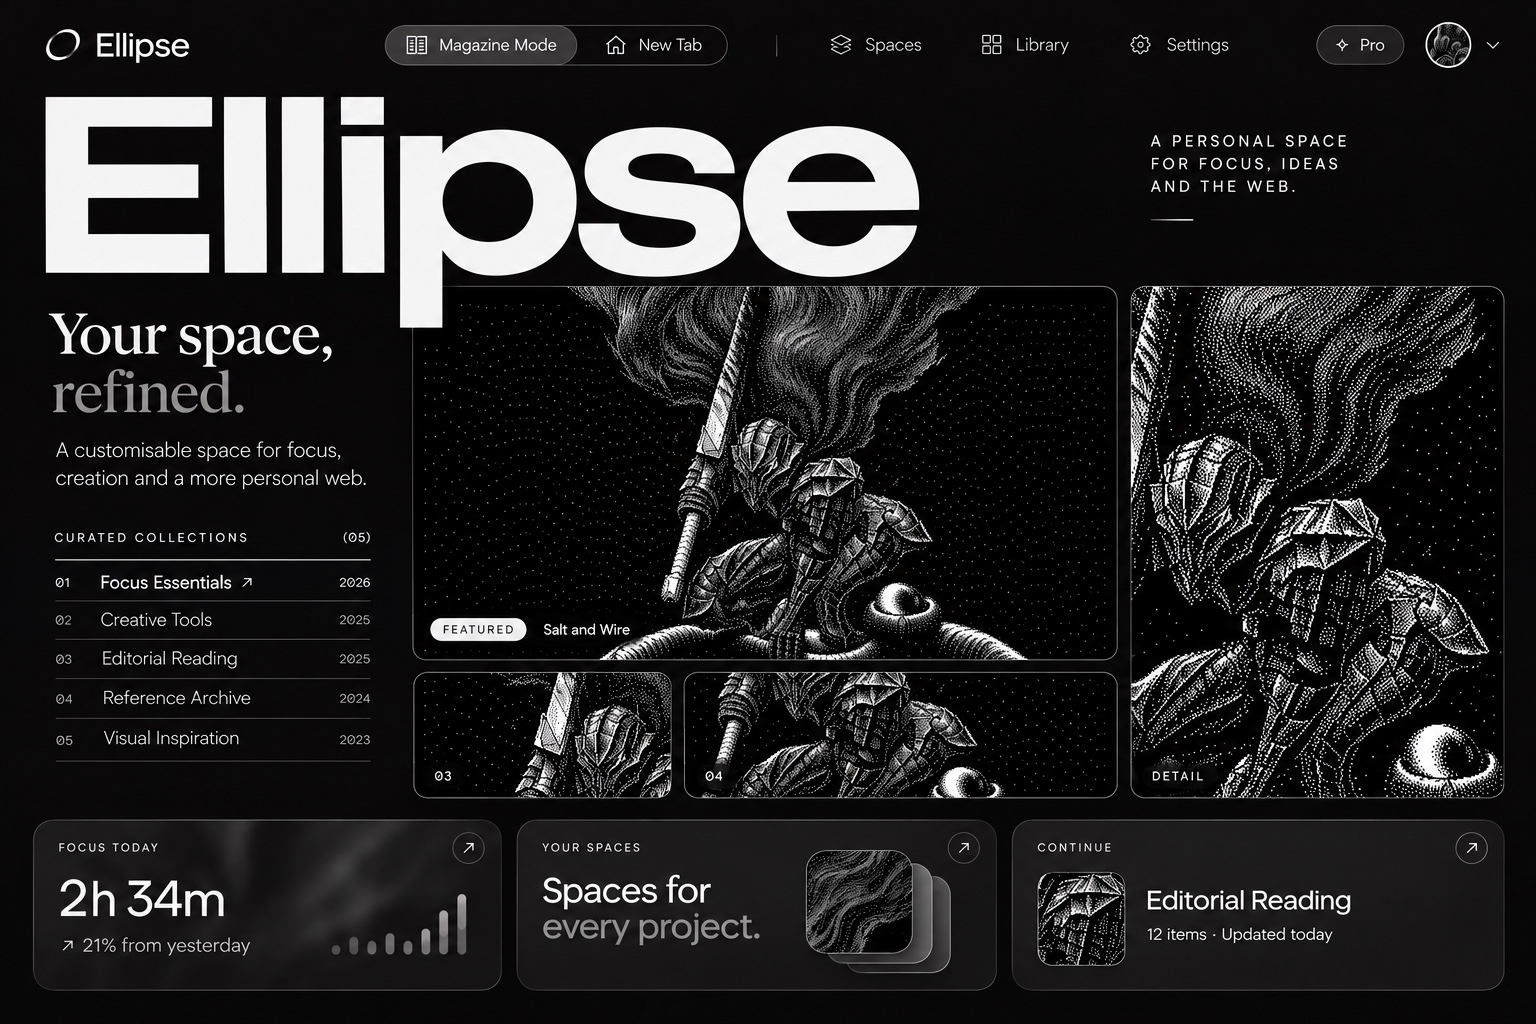 Ellipse
Magazine Mode
New Tab
Spaces
Library
Settings
Pro
Ellipse
A PERSONAL SPACE
FOR FOCUS, IDEAS
AND THE WEB.
Your space,
refined.
A customisable space for focus,
creation and a more personal web.
CURATED COLLECTIONS (05)
01 Focus Essentials ↗ 2026
02 Creative Tools 2025
03 Editorial Reading 2025
04 Reference Archive 2024
05 Visual Inspiration 2023
FEATURED Salt and Wire
03
04
DETAIL
FOCUS TODAY
2h 34m
↗ 21% from yesterday
YOUR SPACES
Spaces for
every project.
CONTINUE
Editorial Reading
12 items · Updated today